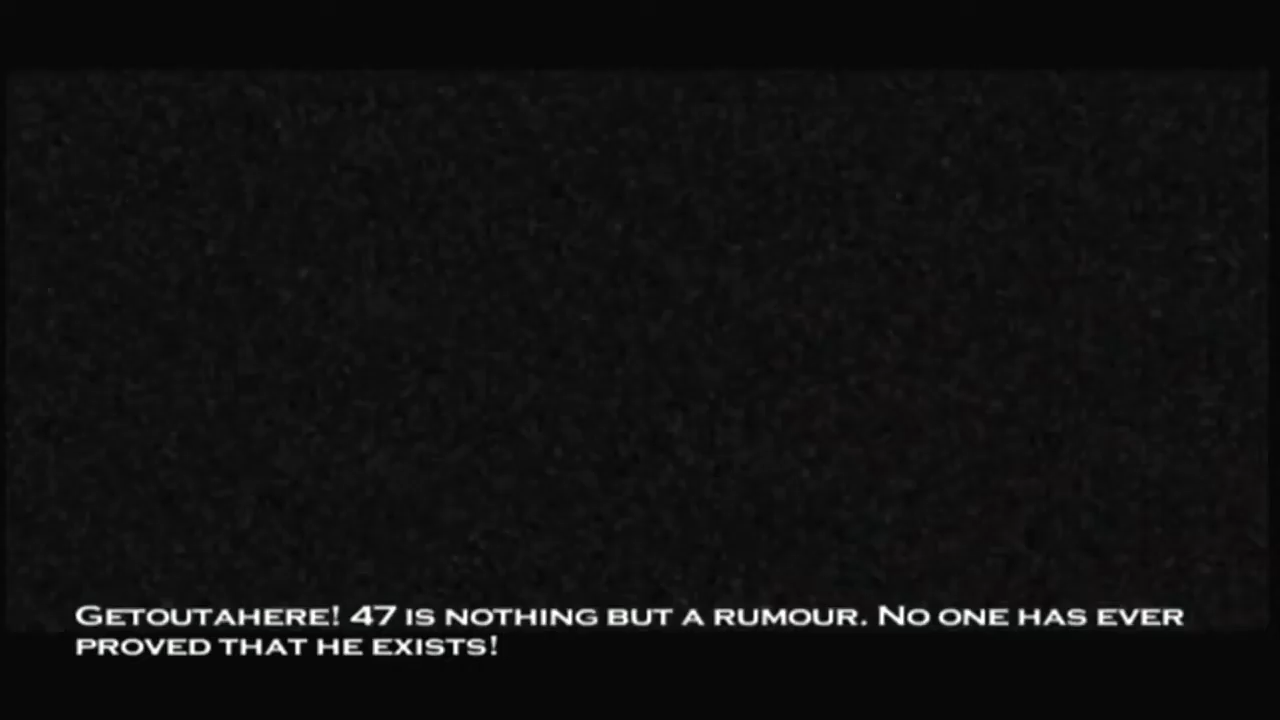 Getoutahere! 47 is nothing but a rumour. No one has ever
proved that he exists!